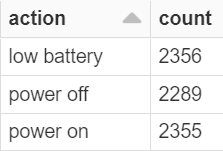 action count
low battery 2356
power off 2289
power on 2355